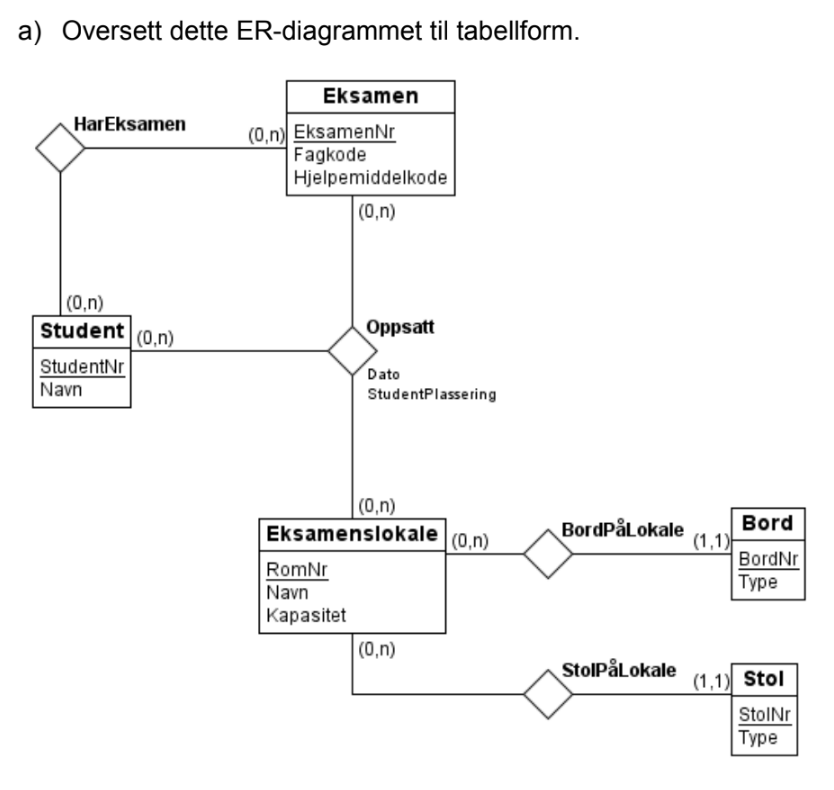 a) Oversett dette ER-diagrammet til tabellform.
Eksamen
HarEksamen
(0,n)
EksamenNr
Fagkode
Hjelpemiddelkode
(0,n)
(0,n)
Student
(0,n)
StudentNr
Navn
Oppsatt
Dato
StudentPlassering
(0,n)
Eksamenslokale
(0,n)
RomNr
Navn
Kapasitet
(0,n)
BordPåLokale
(1,1)
Bord
BordNr
Type
StolPåLokale
(1,1)
Stol
StolNr
Type